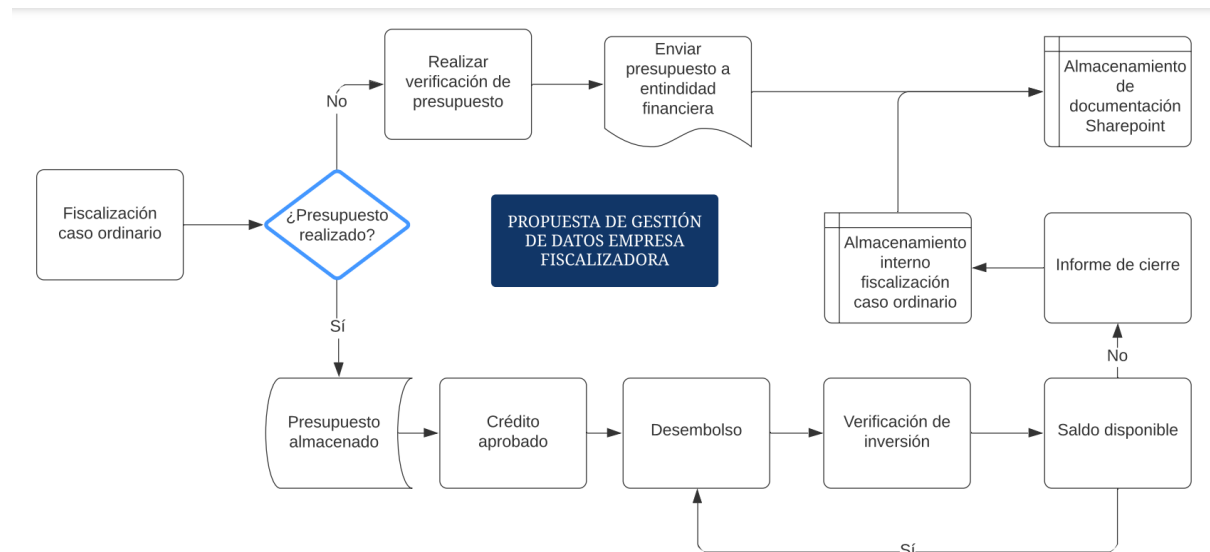 Realizar
verificación de
presupuesto
Enviar
presupuesto a
entindidad
financiera
Almacenamiento
de
documentación
Sharepoint
No
Fiscalización
caso ordinario
¿Presupuesto
realizado?
PROPUESTA DE GESTIÓN
DE DATOS EMPRESA
FISCALIZADORA
Almacenamiento
interno
fiscalización
caso ordinario
Informe de cierre
Sí
No
Presupuesto
almacenado
Crédito
aprobado
Desembolso
Verificación de
inversión
Saldo disponible
Sí